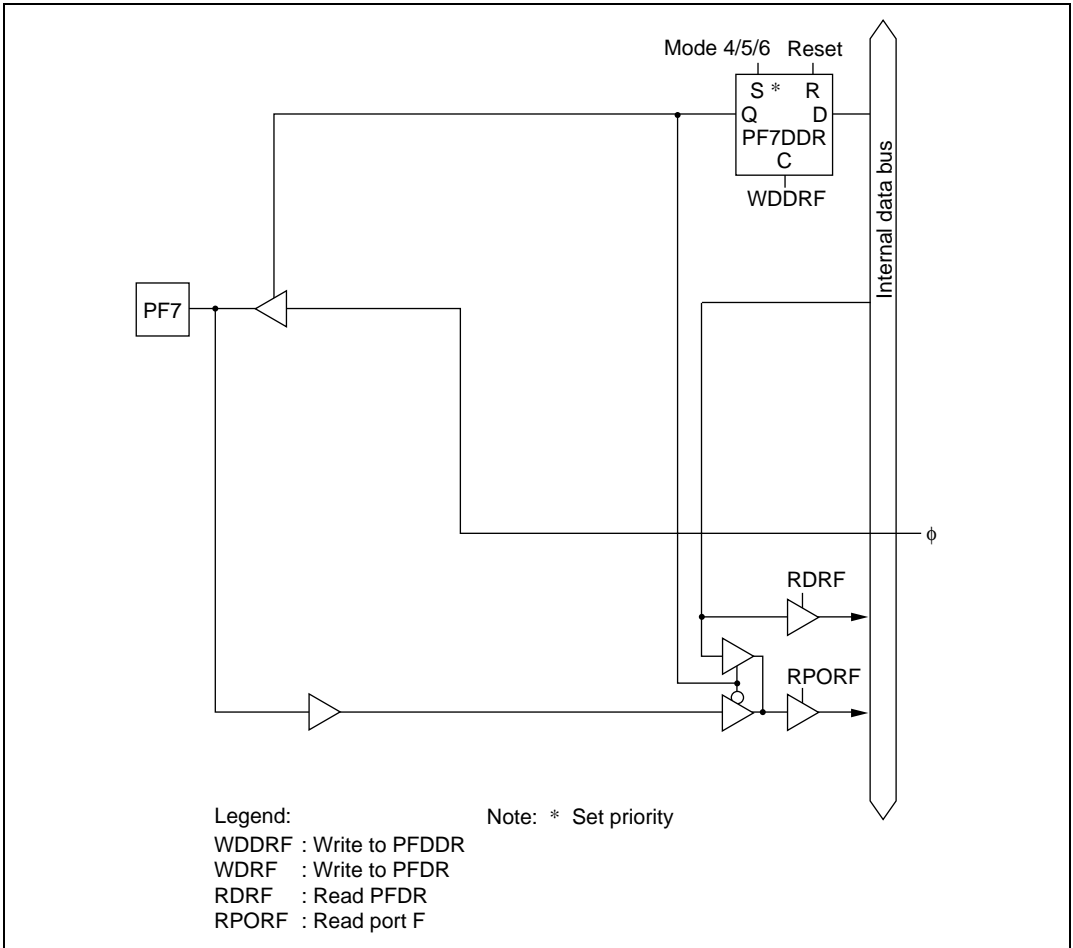 Mode 4/5/6 Reset
S * R
Q D
PF7DDR
C
WDDRF
Internal data bus
PF7
ϕ
RDRF
RPORF
Legend:
WDDRF : Write to PFDDR
WDRF : Write to PFDR
RDRF : Read PFDR
RPORF : Read port F
Note: * Set priority